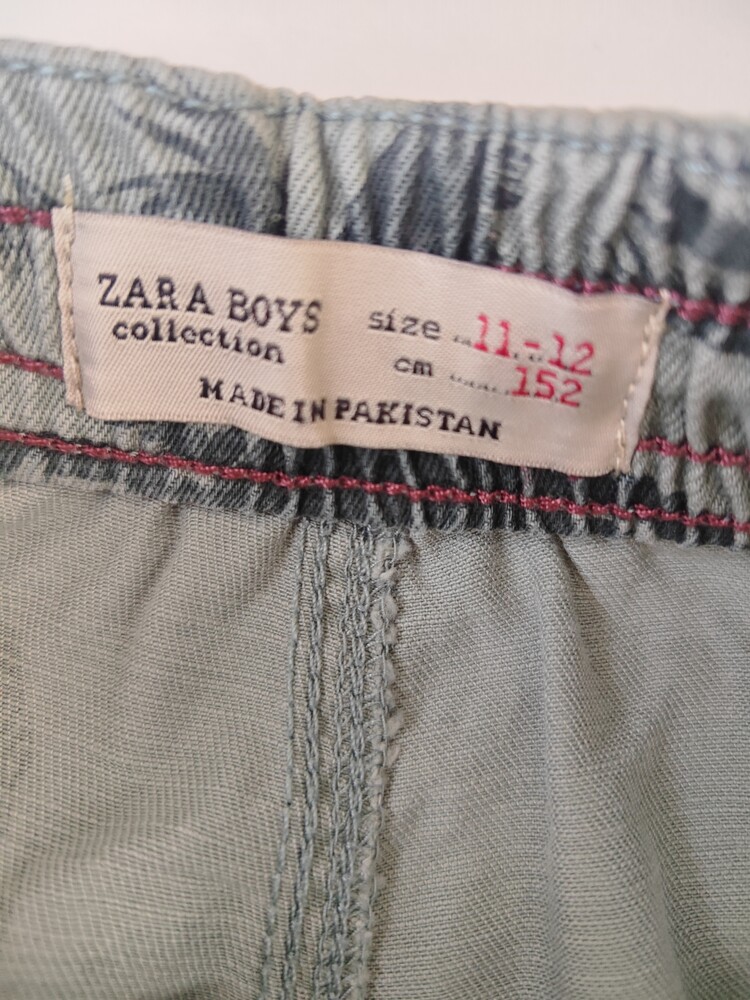 ZARA BOYS
collection
size 11-12
cm 152
MADE IN PAKISTAN